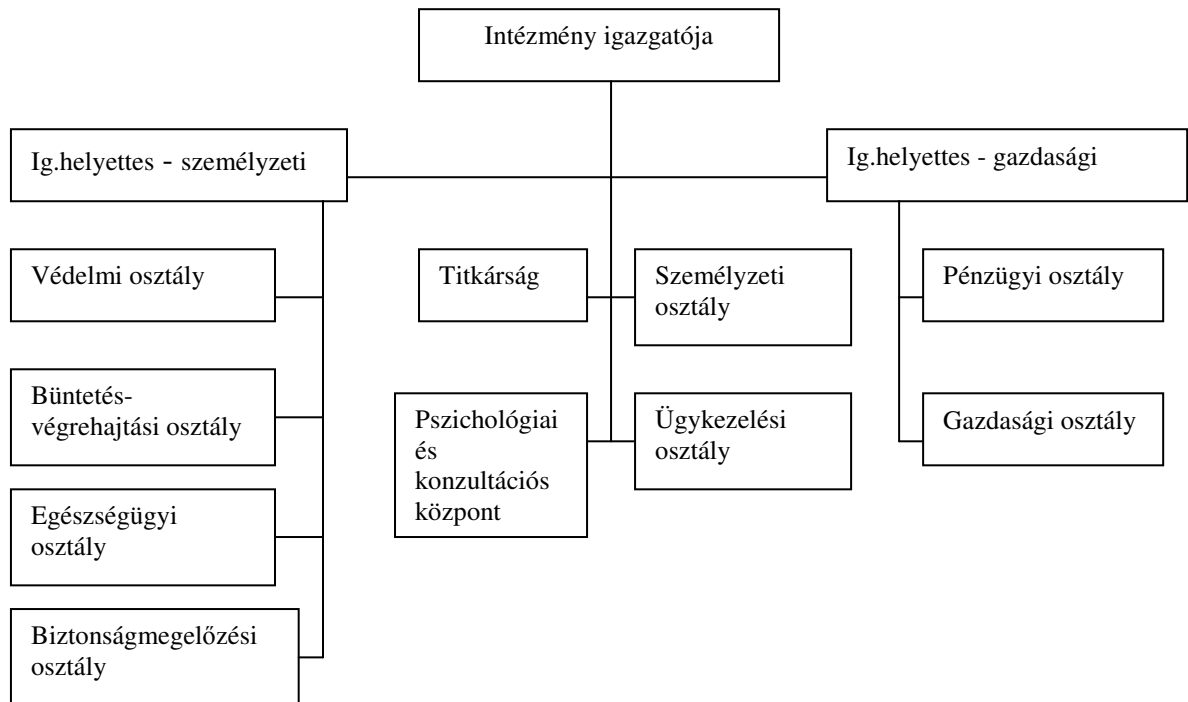 Intézmény igazgatója
Ig.helyettes - személyzeti
Ig.helyettes - gazdasági
Védelmi osztály
Titkárság
Személyzeti
osztály
Pénzügyi osztály
Büntetés-
végrehajtási osztály
Pszichológiai
és
konzultációs
központ
Ügykezelési
osztály
Gazdasági osztály
Egészségügyi
osztály
Biztonságmegelőzési
osztály